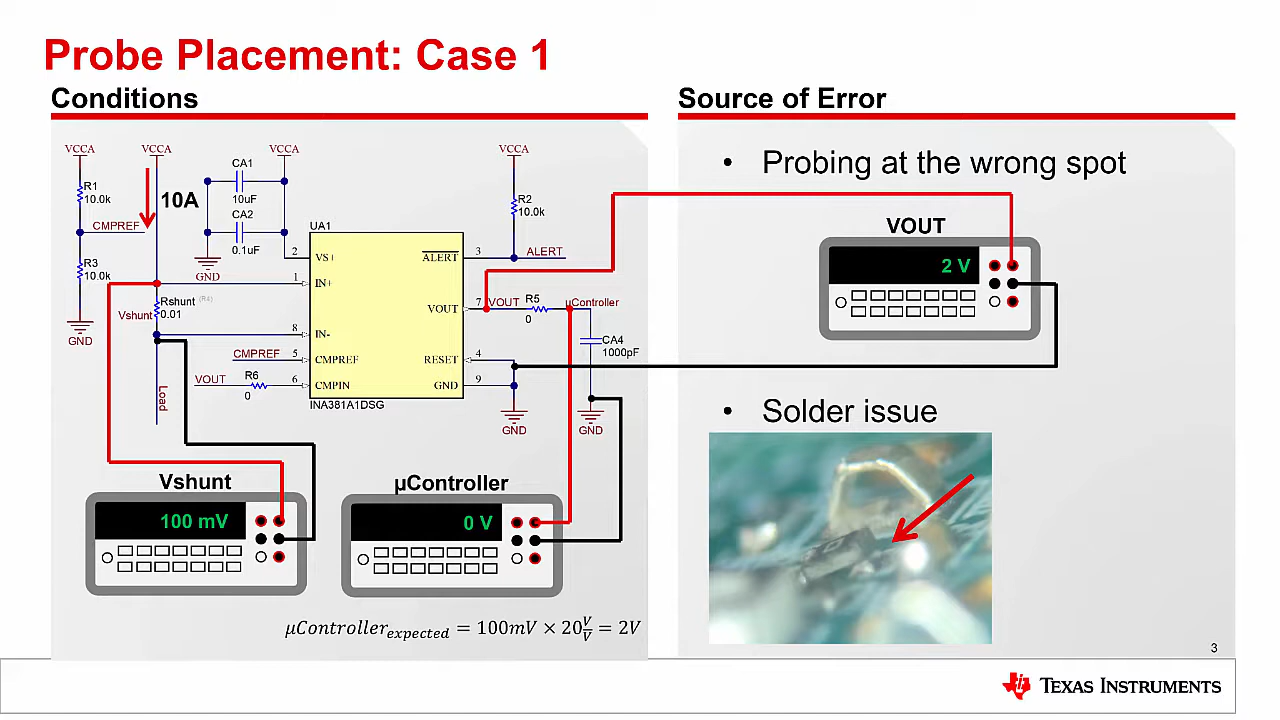 Probe Placement: Case 1
Conditions
VCCA
VCCA
VCCA
VCCA
R1
10.0k
10A
CMPREF
R3
10.0k
GND
CA1
10uF
CA2
0.1uF
GND
R2
10.0k
UA1
2 VS+
ALERT 3 ALERT
1 IN+
Rshunt (R4)
0.01
Vshunt
VOUT 7 VOUT
R5
0
µController
8 IN-
CA4
1000pF
CMPREF 5 CMPREF
RESET 4
VOUT R6 6 CMPIN
0
GND 9
INA381A1DSG
Load
GND
GND
Vshunt
100 mV
µController
0 V
µController_expected = 100mV × 20 V/V = 2V
Source of Error
• Probing at the wrong spot
VOUT
2 V
• Solder issue
3
TEXAS INSTRUMENTS